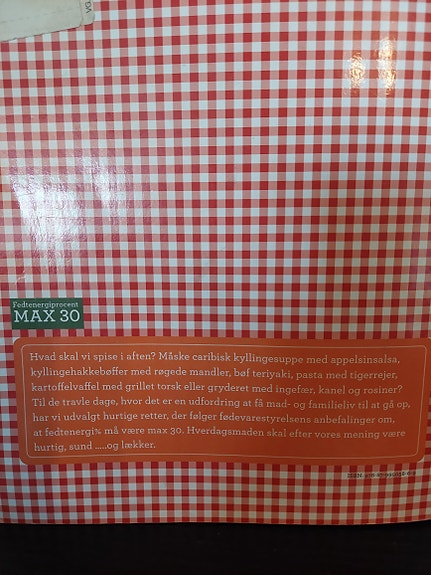 Fedtenergiprocent
MAX 30
Hvad skal vi spise i aften? Måske caribisk kyllingesuppe med appelsinsalsa,
kyllingehakkebøffer med røgede mandler, bøf teriyaki, pasta med tigerrejer,
kartoffelvaffel med grillet torsk eller gryderet med ingefær, kanel og rosiner?
Til de travle dage, hvor det er en udfordring at få mad- og familieliv til at gå op,
har vi udvalgt hurtige retter, der følger fødevarestyrelsens anbefalinger om,
at fedtenergi% må være max 30. Hverdagsmaden skal efter vores mening være
hurtig, sund .....og lækker.
ISBN